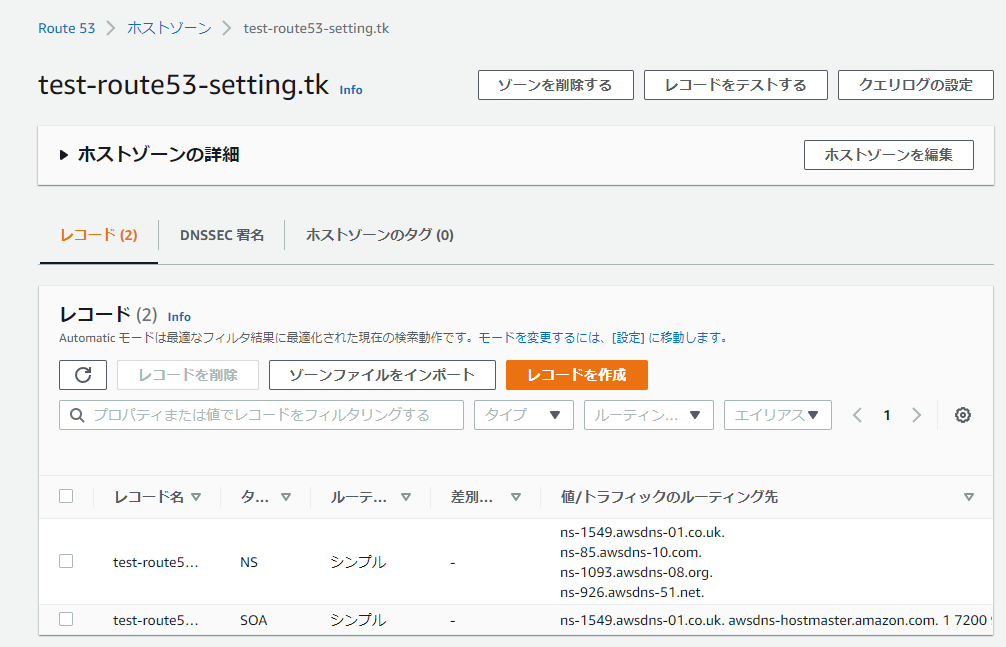 Route 53 > ホストゾーン > test-route53-setting.tk
test-route53-setting.tk Info
ゾーンを削除する レコードをテストする クエリログの設定
ホストゾーンの詳細 ホストゾーンを編集
レコード (2) DNSSEC 署名 ホストゾーンのタグ (0)
レコード (2) Info
Automatic モードは最適なフィルタ結果に最適化された現在の検索動作です。モードを変更するには、[設定] に移動します。
レコードを削除 ゾーンファイルをインポート レコードを作成
プロパティまたは値でレコードをフィルタリングする タイプ ルーティン... エイリアス 1
レコード名 タ... ルーテ... 差別... 値/トラフィックのルーティング先
test-route5... NS シンプル - ns-1549.awsdns-01.co.uk.
ns-85.awsdns-10.com.
ns-1093.awsdns-08.org.
ns-926.awsdns-51.net.
test-route5... SOA シンプル - ns-1549.awsdns-01.co.uk. awsdns-hostmaster.amazon.com. 1 7200